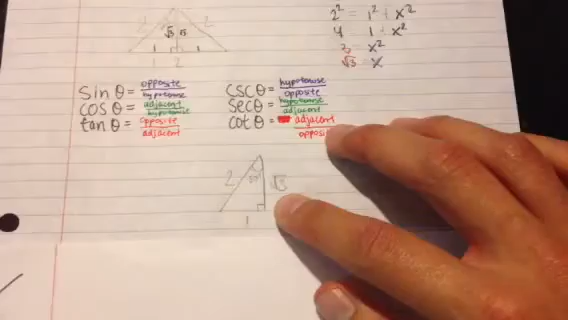 2² = 1² + x²
4 1 + x²
3 x²
√3 = x
2 2
√3
1 1
2
sin θ = opposite / hypotenuse
cos θ = adjacent / hypotenuse
tan θ = opposite / adjacent
csc θ = hypotenuse / opposite
sec θ = hypotenuse / adjacent
cot θ = adjacent / opposite
2 √3
1